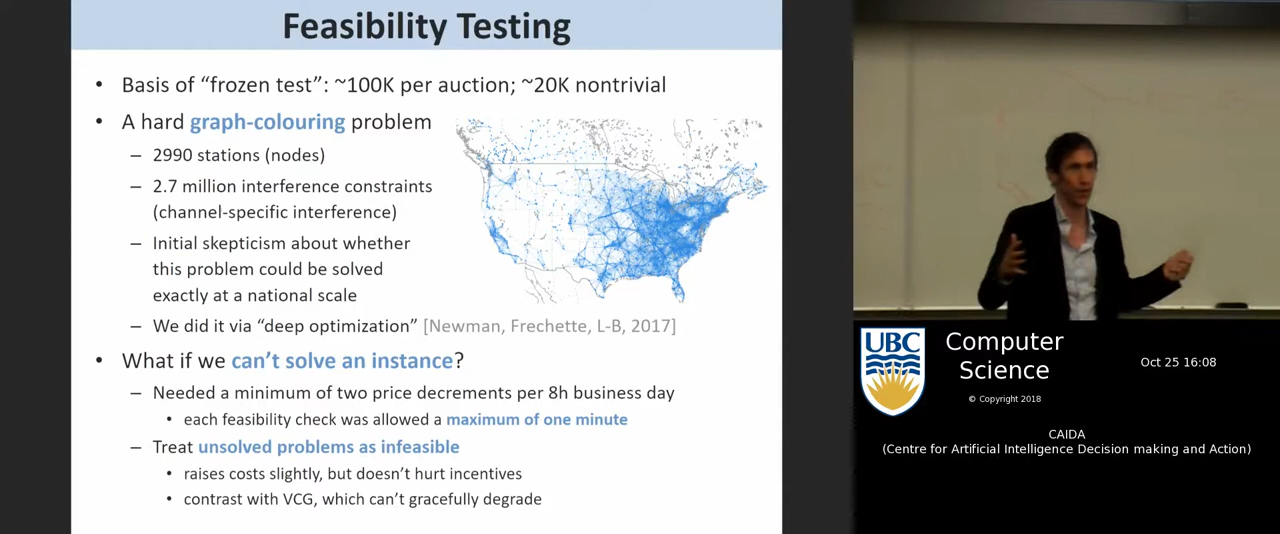 Feasibility Testing
• Basis of “frozen test”: ~100K per auction; ~20K nontrivial
• A hard graph-colouring problem
– 2990 stations (nodes)
– 2.7 million interference constraints
(channel-specific interference)
– Initial skepticism about whether
this problem could be solved
exactly at a national scale
– We did it via “deep optimization” [Newman, Frechette, L-B, 2017]
• What if we can’t solve an instance?
– Needed a minimum of two price decrements per 8h business day
• each feasibility check was allowed a maximum of one minute
– Treat unsolved problems as infeasible
• raises costs slightly, but doesn’t hurt incentives
• contrast with VCG, which can’t gracefully degrade
UBC
Computer
Science
© Copyright 2018
Oct 25 16:08
CAIDA
(Centre for Artificial Intelligence Decision making and Action)